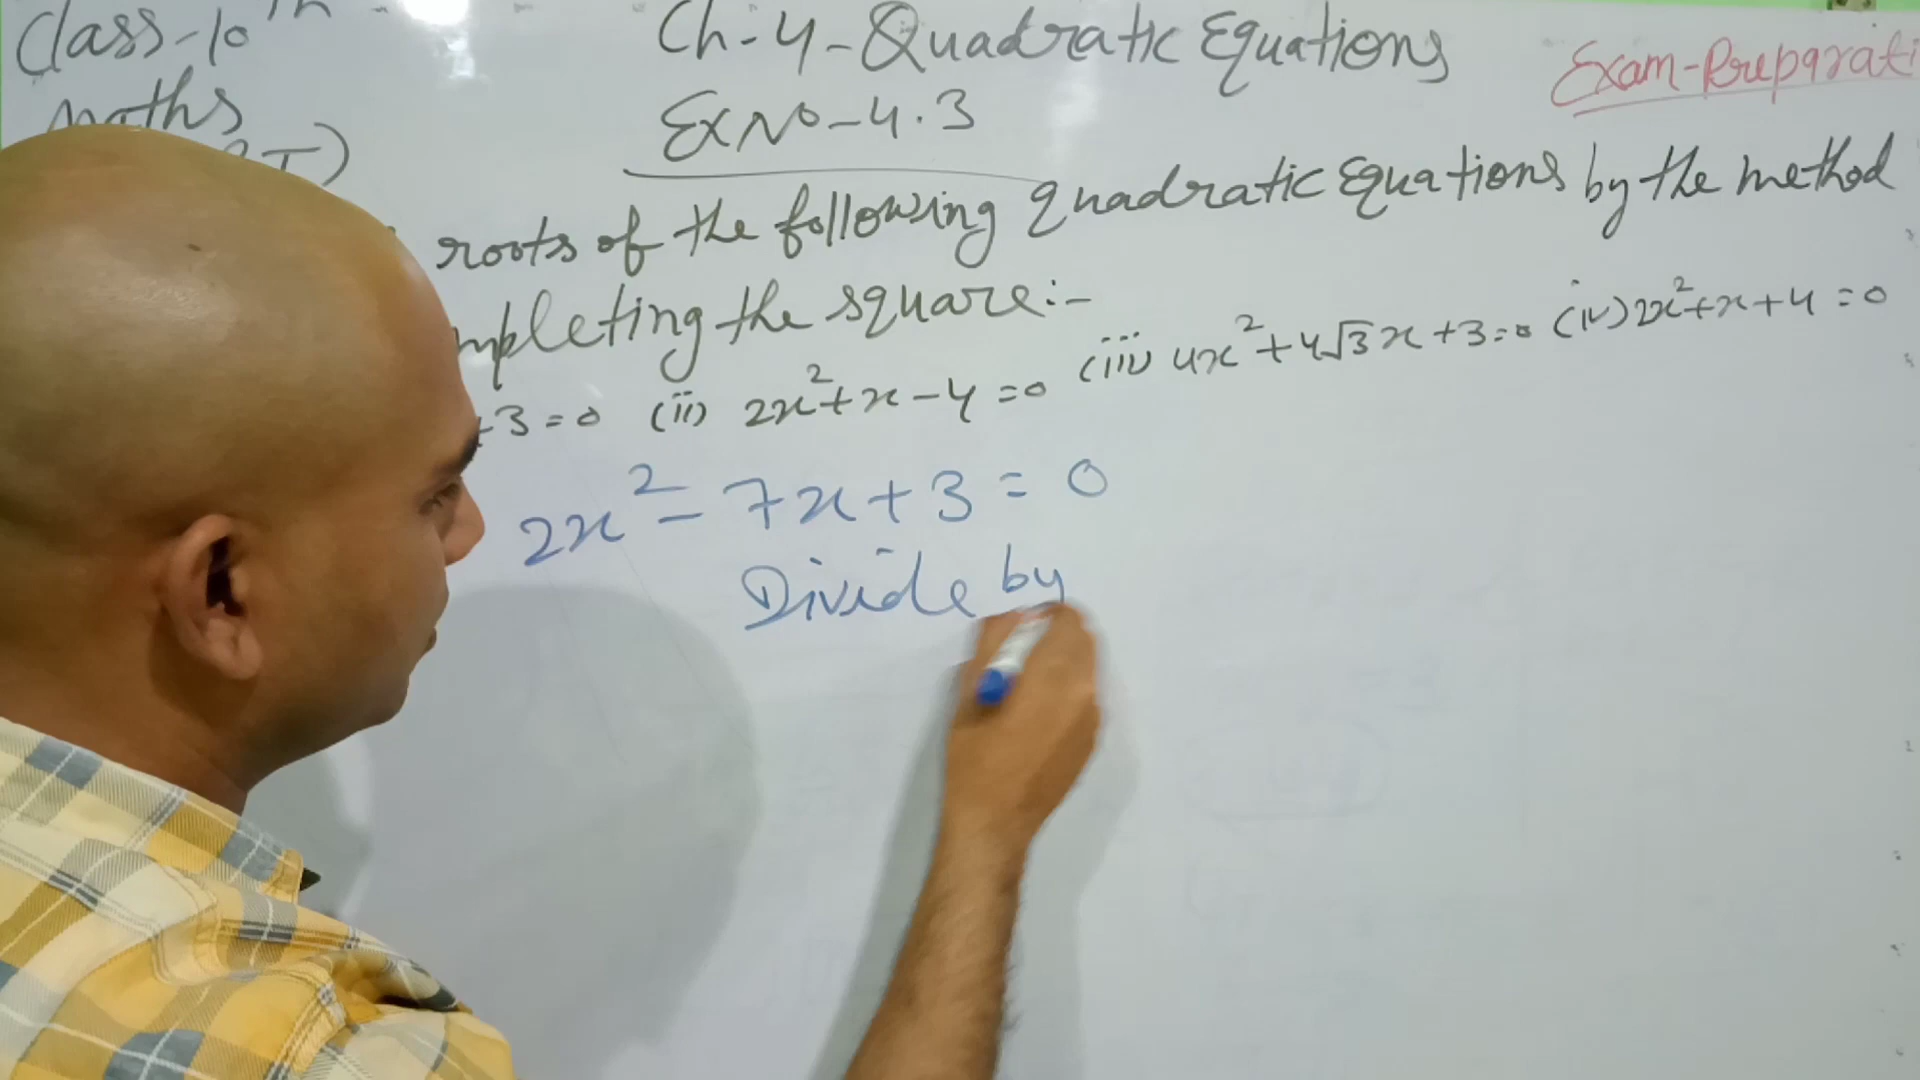 Class-10th
Ch-4-Quadratic Equations
Exam-Preparati
Maths
Ex No-4.3
roots of the following quadratic Equations by the method
mpleting the square:-
+3=0 (ii) 2x²+x-4=0 (iii) 4x²+4√3x+3=0 (iv) 2x²+x+4=0
2x²-7x+3=0
Divide by